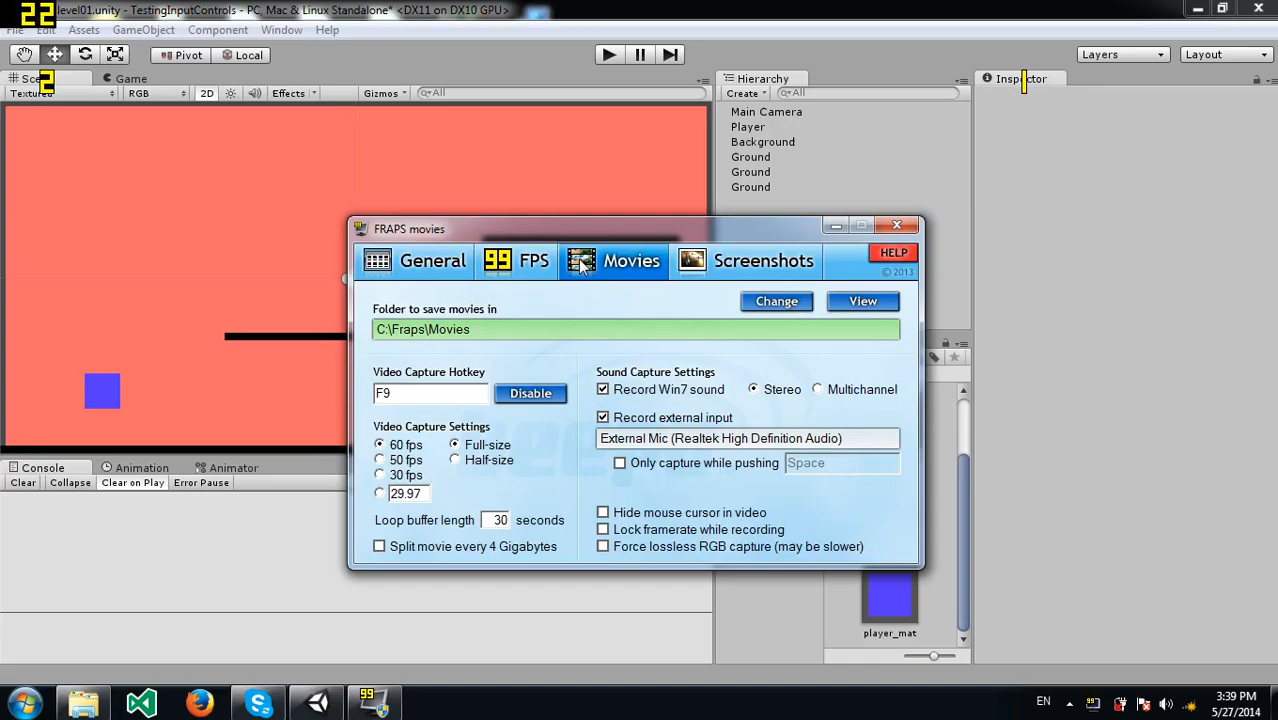 22
level01.unity - TestingInputControls - PC, Mac & Linux Standalone* <DX11 on DX10 GPU>
File Edit Assets GameObject Component Window Help
Pivot Local Layers Layout
Scene Game Hierarchy Inspector
2
Textured RGB 2D Effects Gizmos All Create All
Main Camera
Player
Background
Ground
Ground
Ground
FRAPS movies
General 99 FPS Movies Screenshots HELP
© 2013
Folder to save movies in Change View
C:\Fraps\Movies
Video Capture Hotkey
F9 Disable
Video Capture Settings
60 fps Full-size
50 fps Half-size
30 fps
29.97
Loop buffer length 30 seconds
Split movie every 4 Gigabytes
Sound Capture Settings
Record Win7 sound Stereo Multichannel
Record external input
External Mic (Realtek High Definition Audio)
Only capture while pushing Space
Hide mouse cursor in video
Lock framerate while recording
Force lossless RGB capture (may be slower)
Console Animation Animator
Clear Collapse Clear on Play Error Pause
player_mat
99
EN 3:39 PM
5/27/2014